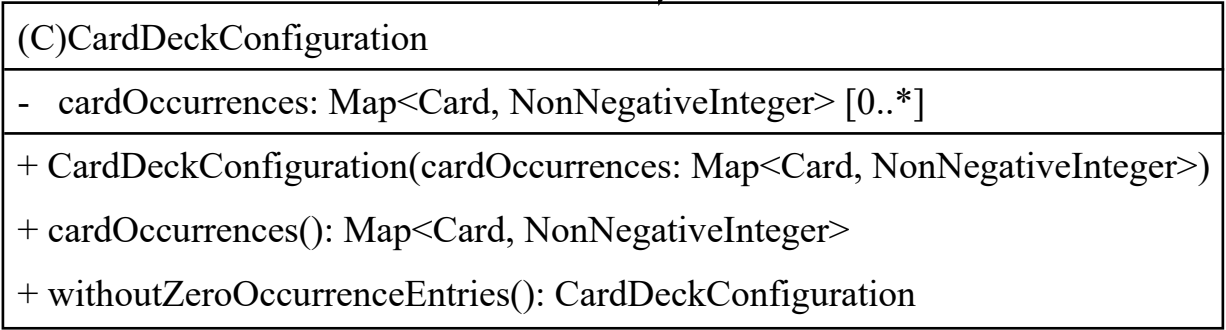 (C)CardDeckConfiguration
- cardOccurrences: Map<Card, NonNegativeInteger> [0..*]
+ CardDeckConfiguration(cardOccurrences: Map<Card, NonNegativeInteger>)
+ cardOccurrences(): Map<Card, NonNegativeInteger>
+ withoutZeroOccurrenceEntries(): CardDeckConfiguration